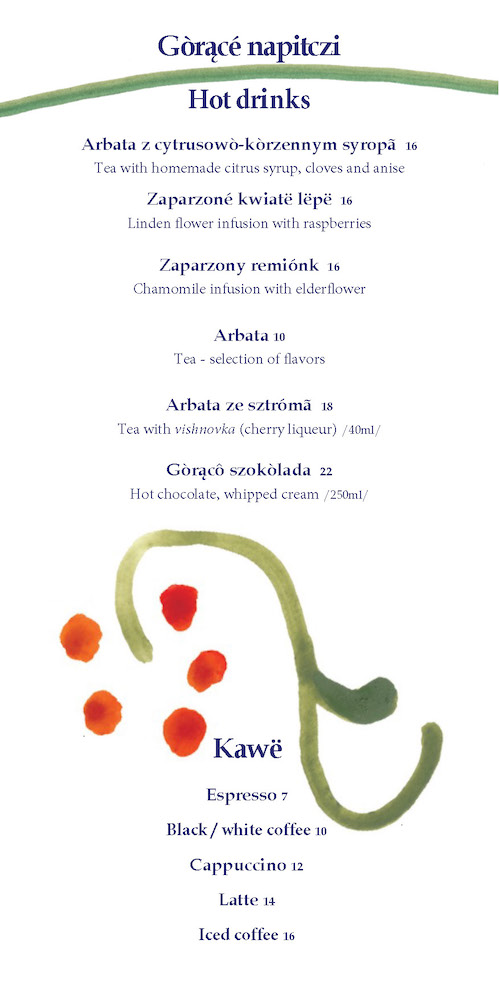 Gòrącé napitczi
Hot drinks
Arbata z cytrusowò-kòrzennym syropã 16
Tea with homemade citrus syrup, cloves and anise
Zaparzoné kwiatë lëpë 16
Linden flower infusion with raspberries
Zaparzony remiónk 16
Chamomile infusion with elderflower
Arbata 10
Tea - selection of flavors
Arbata ze sztrómã 18
Tea with vishnovka (cherry liqueur) /40ml/
Gòrącô szokòlada 22
Hot chocolate, whipped cream /250ml/
Kawë
Espresso 7
Black / white coffee 10
Cappuccino 12
Latte 14
Iced coffee 16